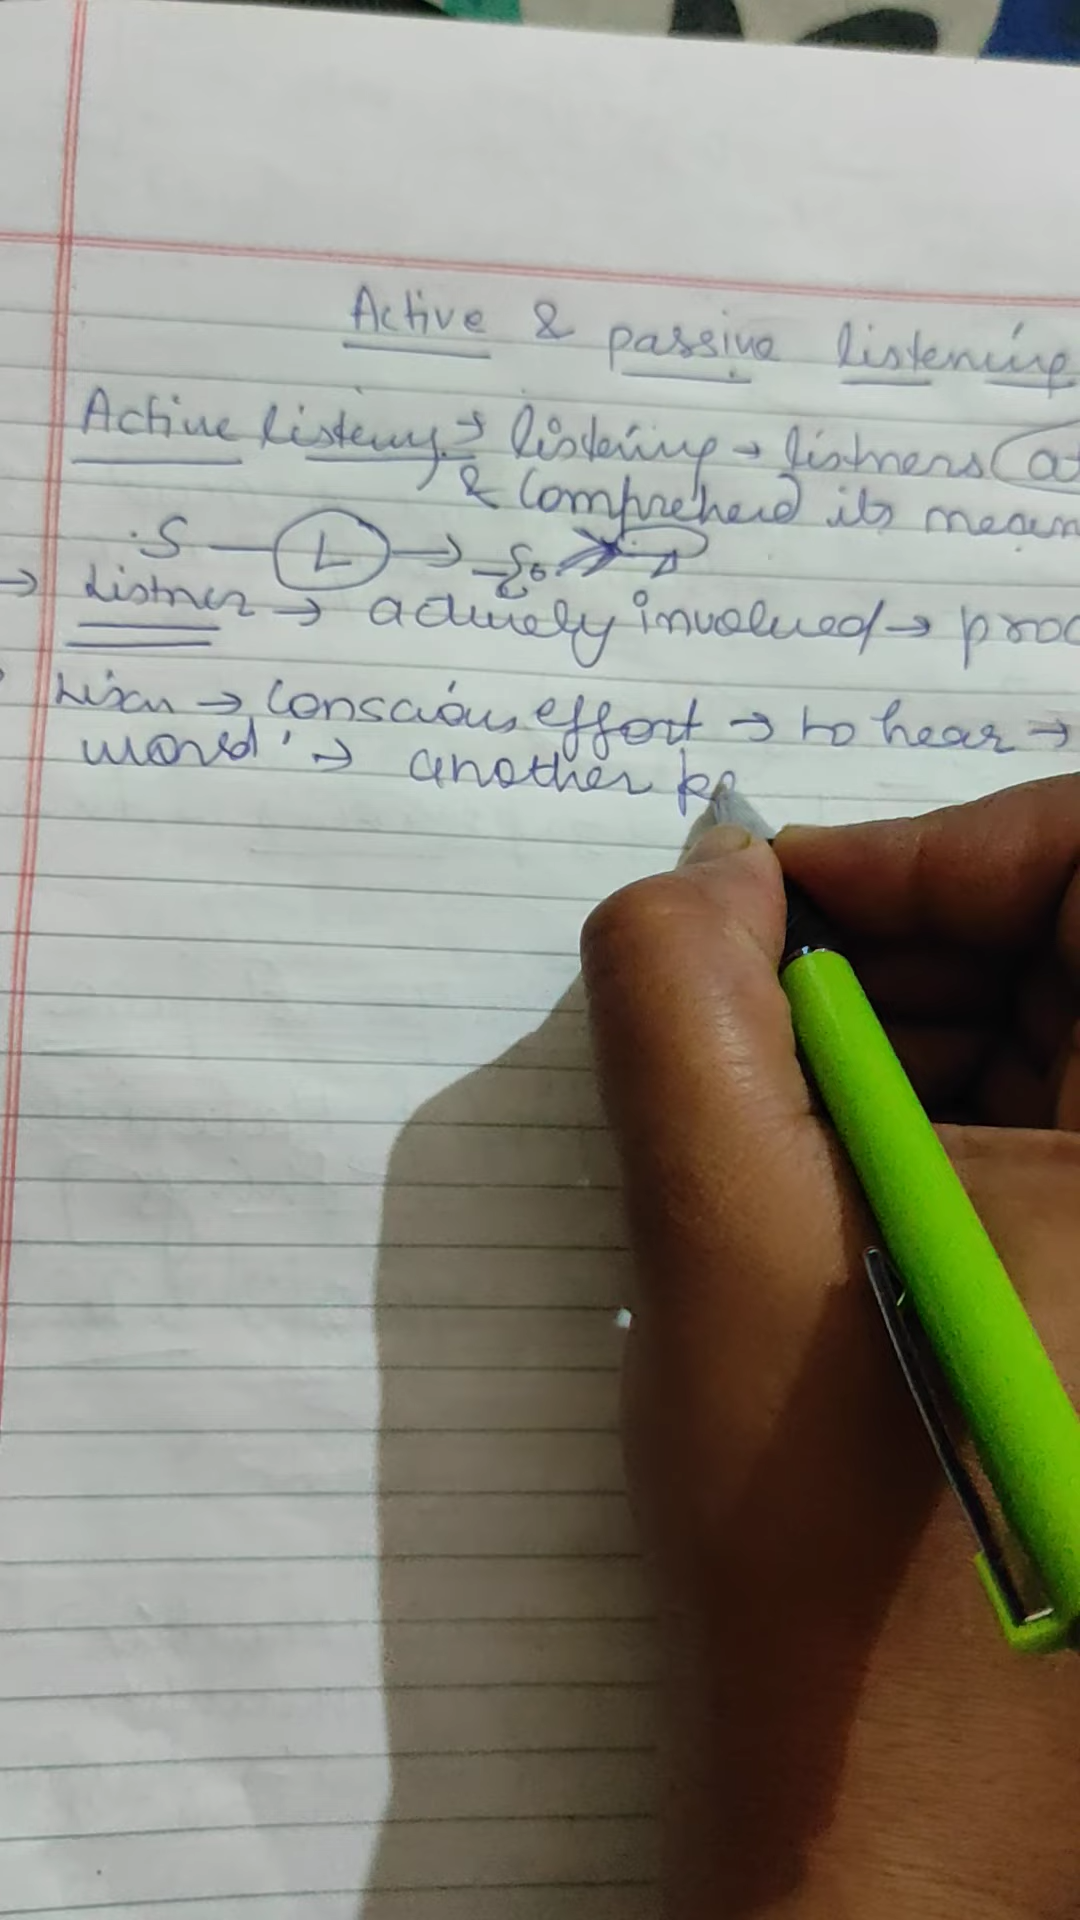 Active & passive listening
Active listeny → listening → listners
& Comprehend its mean
S — L →
→ Listner → actively involved → proc
→ conscious effort → to hear →
word' → another